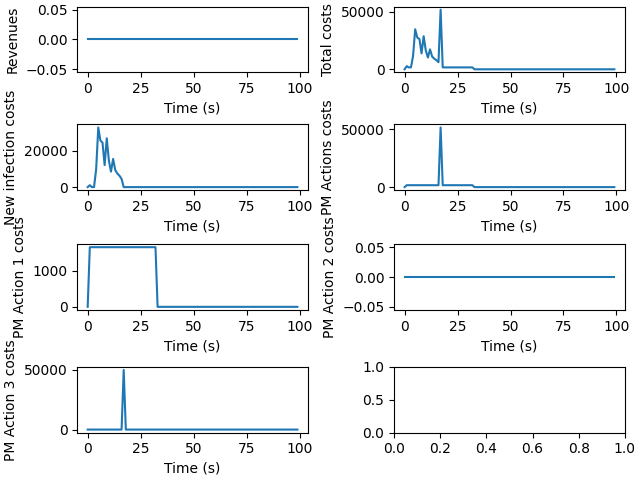 Revenues
0.05
0.00
−0.05
0 25 50 75 100
Time (s)
Total costs
50000
0
0 25 50 75 100
Time (s)
New infection costs
20000
0
0 25 50 75 100
Time (s)
PM Actions costs
50000
0
0 25 50 75 100
Time (s)
PM Action 1 costs
1000
0
0 25 50 75 100
Time (s)
PM Action 2 costs
0.05
0.00
−0.05
0 25 50 75 100
Time (s)
PM Action 3 costs
50000
0
0 25 50 75 100
Time (s)
1.0
0.5
0.0
0.0 0.2 0.4 0.6 0.8 1.0